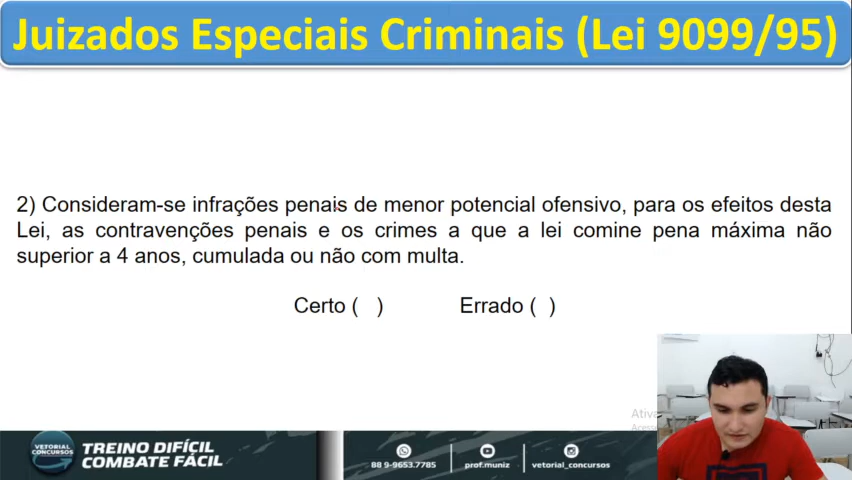 Juizados Especiais Criminais (Lei 9099/95)
2) Consideram-se infrações penais de menor potencial ofensivo, para os efeitos desta
Lei, as contravenções penais e os crimes a que a lei comine pena máxima não
superior a 4 anos, cumulada ou não com multa.
Certo (   )   Errado (  )
Ativa
Acess
VETORIAL
CONCURSOS
TREINO DIFÍCIL
COMBATE FÁCIL
88 9-9653.7785
prof.muniz
vetorial_concursos